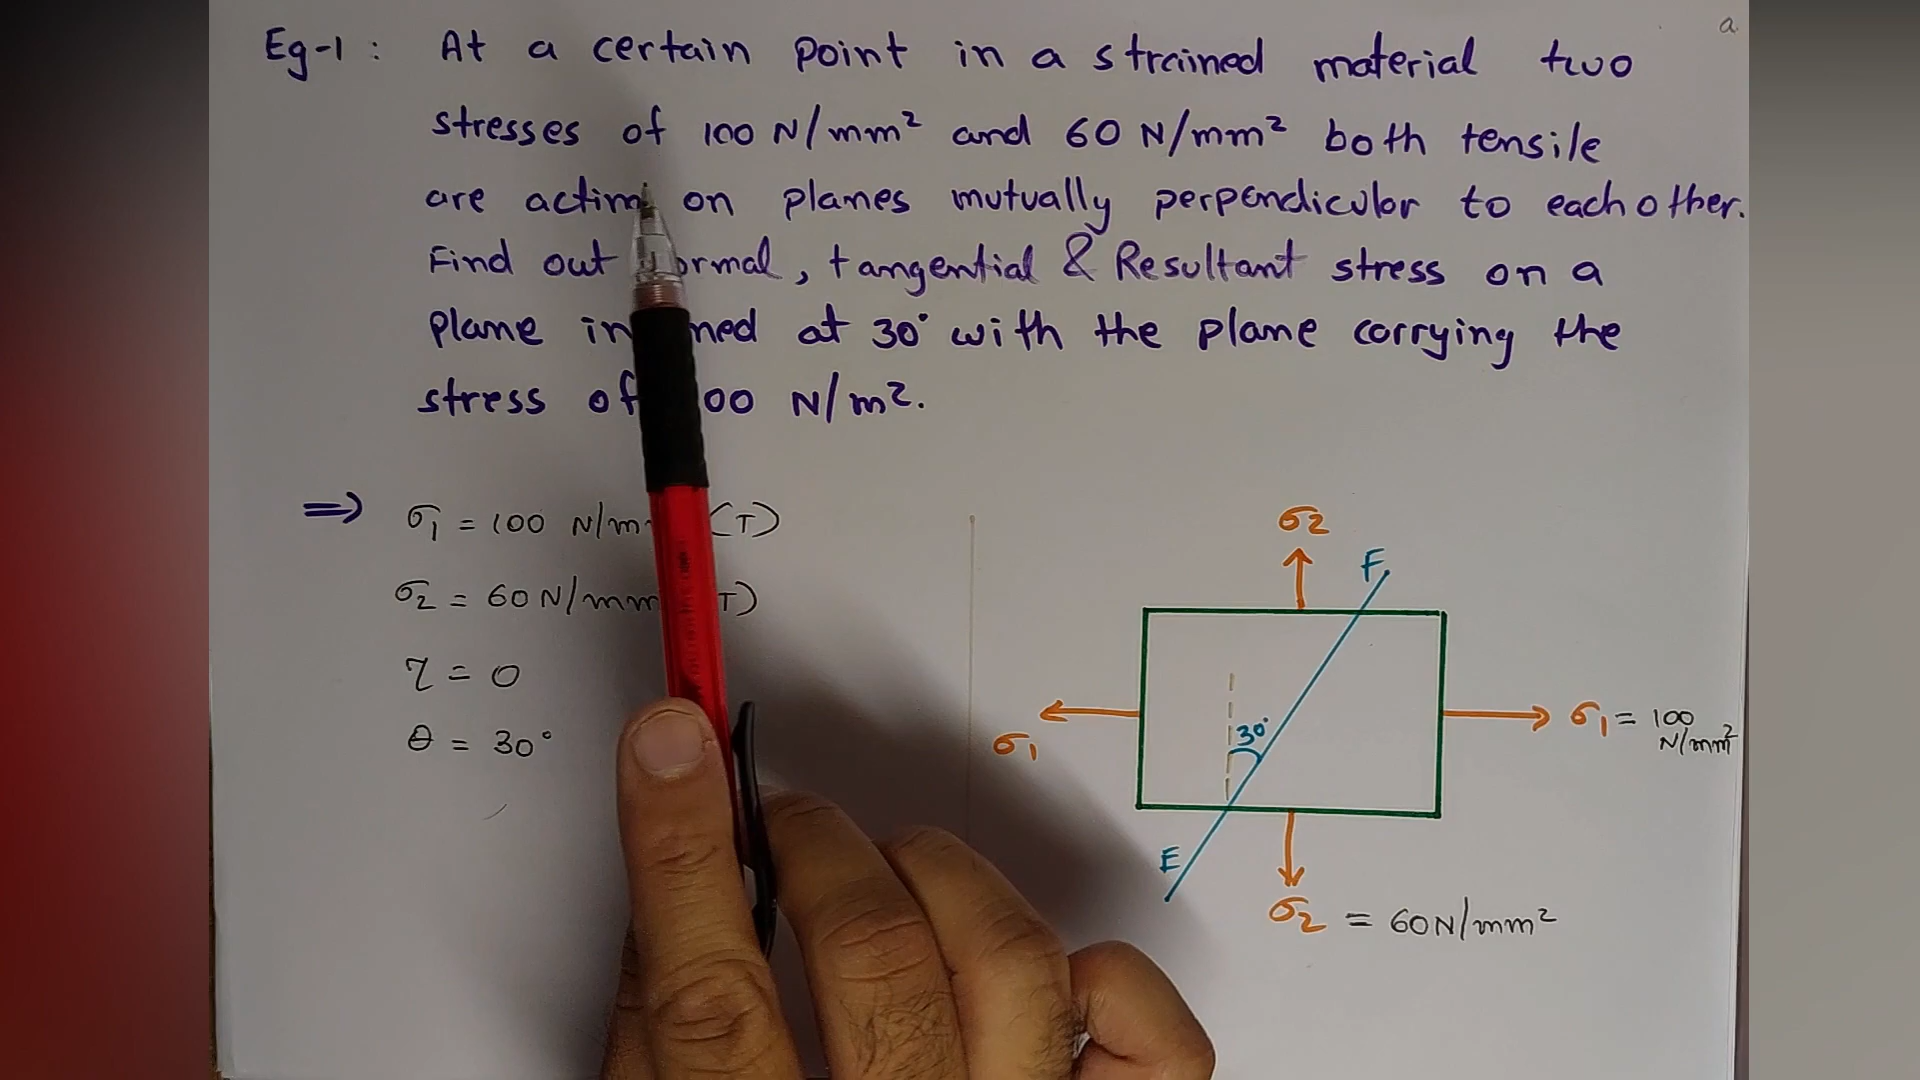 Eg-1 : At a certain point in a strained material two
stresses of 100 N/mm² and 60 N/mm² both tensile
are on planes mutually perpendicular to each other.
Find out , tangential & Resultant stress on a
plane at 30° with the plane carrying the
stress of N/m².
⇒ σ1 = 100 (T)
σ2 = 60 N/mm
τ = 0
θ = 30°
σ2
F
30°
σ1
σ1 = 100
N/mm²
E
σ2 = 60 N/mm²
a